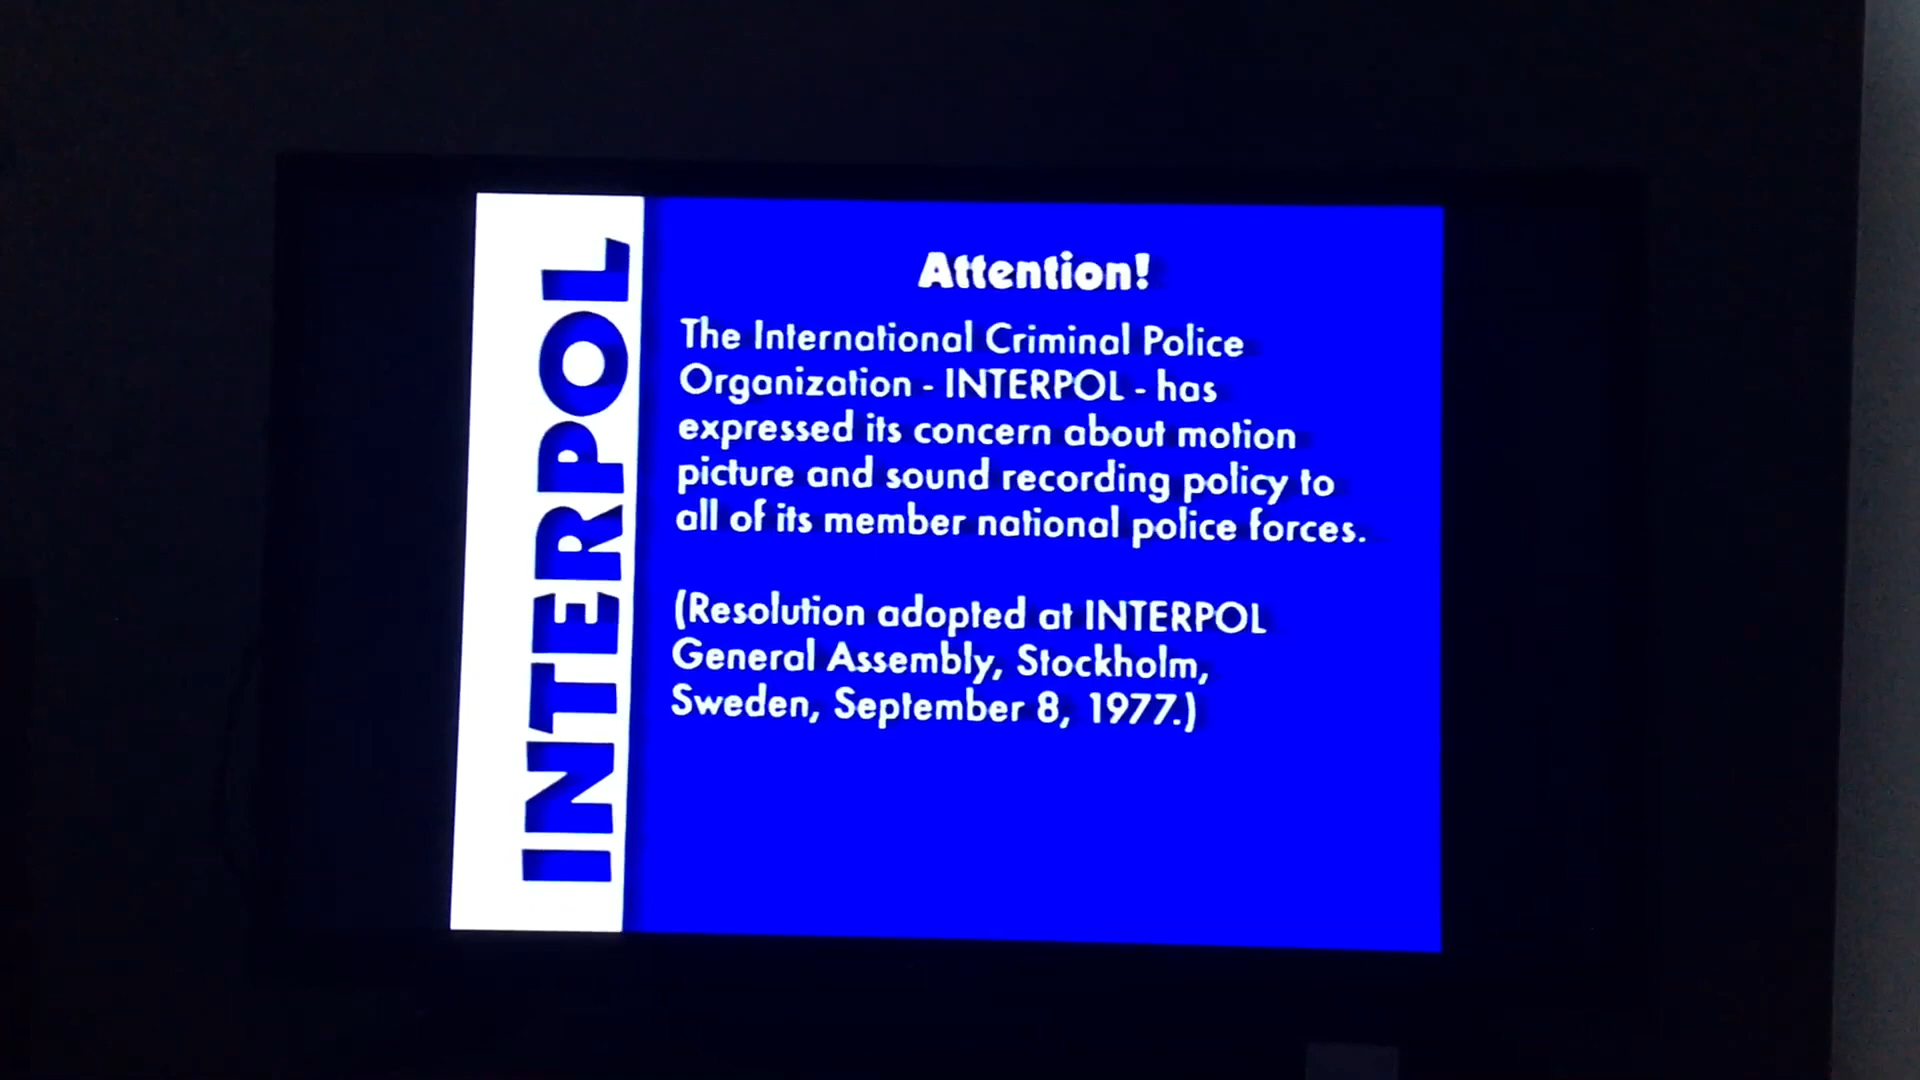 INTERPOL
Attention!
The International Criminal Police
Organization - INTERPOL - has
expressed its concern about motion
picture and sound recording policy to
all of its member national police forces.
(Resolution adopted at INTERPOL
General Assembly, Stockholm,
Sweden, September 8, 1977.)